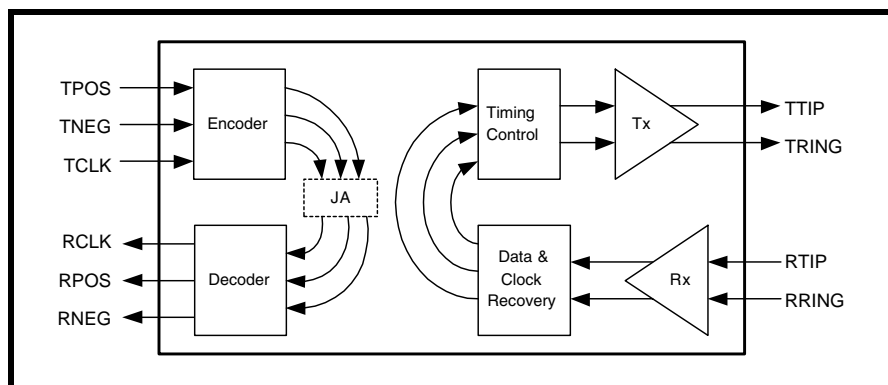 TPOS
TNEG
TCLK
Encoder
JA
RCLK
RPOS
RNEG
Decoder
Timing
Control
Tx
TTIP
TRING
Data &
Clock
Recovery
Rx
RTIP
RRING